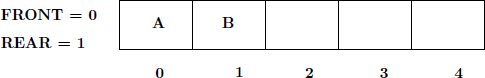 FRONT = 0
A B
REAR = 1
0 1 2 3 4